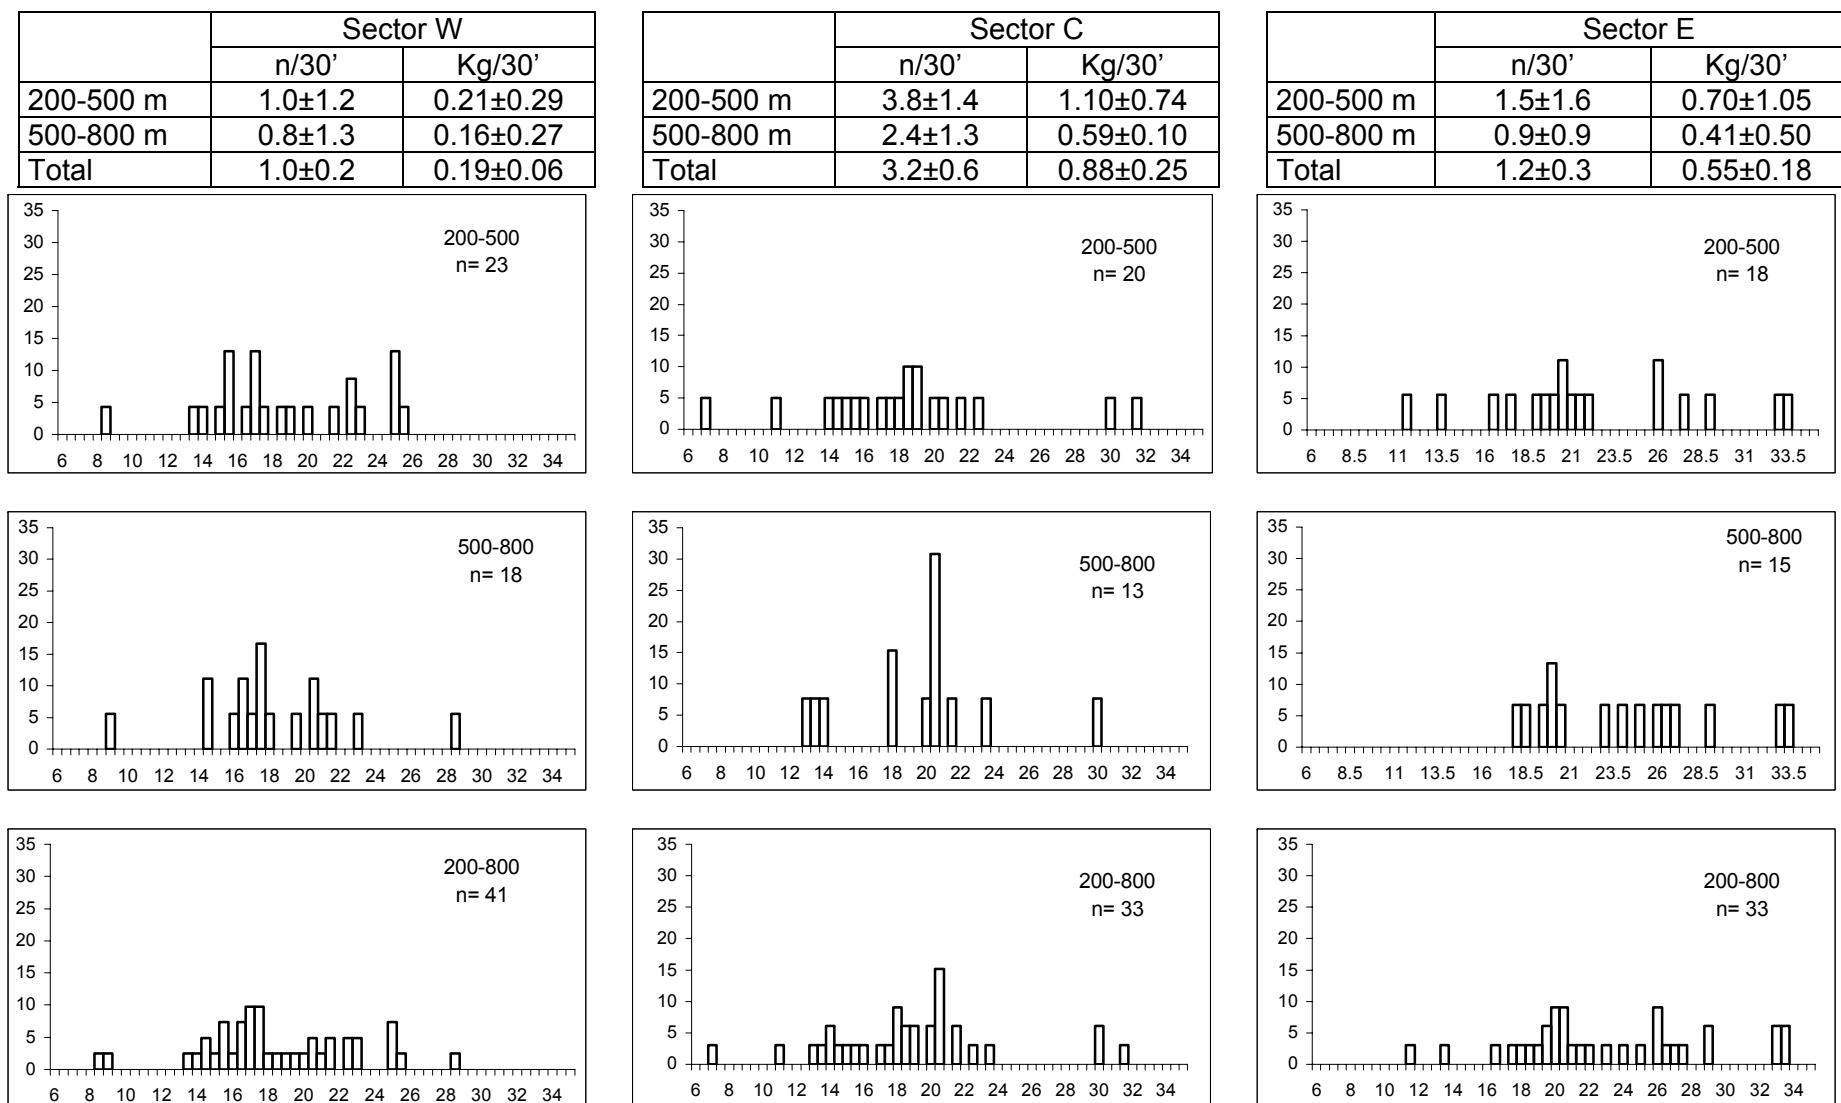 Sector W
n/30’ Kg/30’
200-500 m 1.0±1.2 0.21±0.29
500-800 m 0.8±1.3 0.16±0.27
Total 1.0±0.2 0.19±0.06
Sector C
n/30’ Kg/30’
200-500 m 3.8±1.4 1.10±0.74
500-800 m 2.4±1.3 0.59±0.10
Total 3.2±0.6 0.88±0.25
Sector E
n/30’ Kg/30’
200-500 m 1.5±1.6 0.70±1.05
500-800 m 0.9±0.9 0.41±0.50
Total 1.2±0.3 0.55±0.18
35
30
25
20
15
10
5
0
200-500
n= 23
6 8 10 12 14 16 18 20 22 24 26 28 30 32 34
35
30
25
20
15
10
5
0
200-500
n= 20
6 8 10 12 14 16 18 20 22 24 26 28 30 32 34
35
30
25
20
15
10
5
0
200-500
n= 18
6 8.5 11 13.5 16 18.5 21 23.5 26 28.5 31 33.5
35
30
25
20
15
10
5
0
500-800
n= 18
6 8 10 12 14 16 18 20 22 24 26 28 30 32 34
35
30
25
20
15
10
5
0
500-800
n= 13
6 8 10 12 14 16 18 20 22 24 26 28 30 32 34
35
30
25
20
15
10
5
0
500-800
n= 15
6 8.5 11 13.5 16 18.5 21 23.5 26 28.5 31 33.5
35
30
25
20
15
10
5
0
200-800
n= 41
6 8 10 12 14 16 18 20 22 24 26 28 30 32 34
35
30
25
20
15
10
5
0
200-800
n= 33
6 8 10 12 14 16 18 20 22 24 26 28 30 32 34
35
30
25
20
15
10
5
0
200-800
n= 33
6 8 10 12 14 16 18 20 22 24 26 28 30 32 34